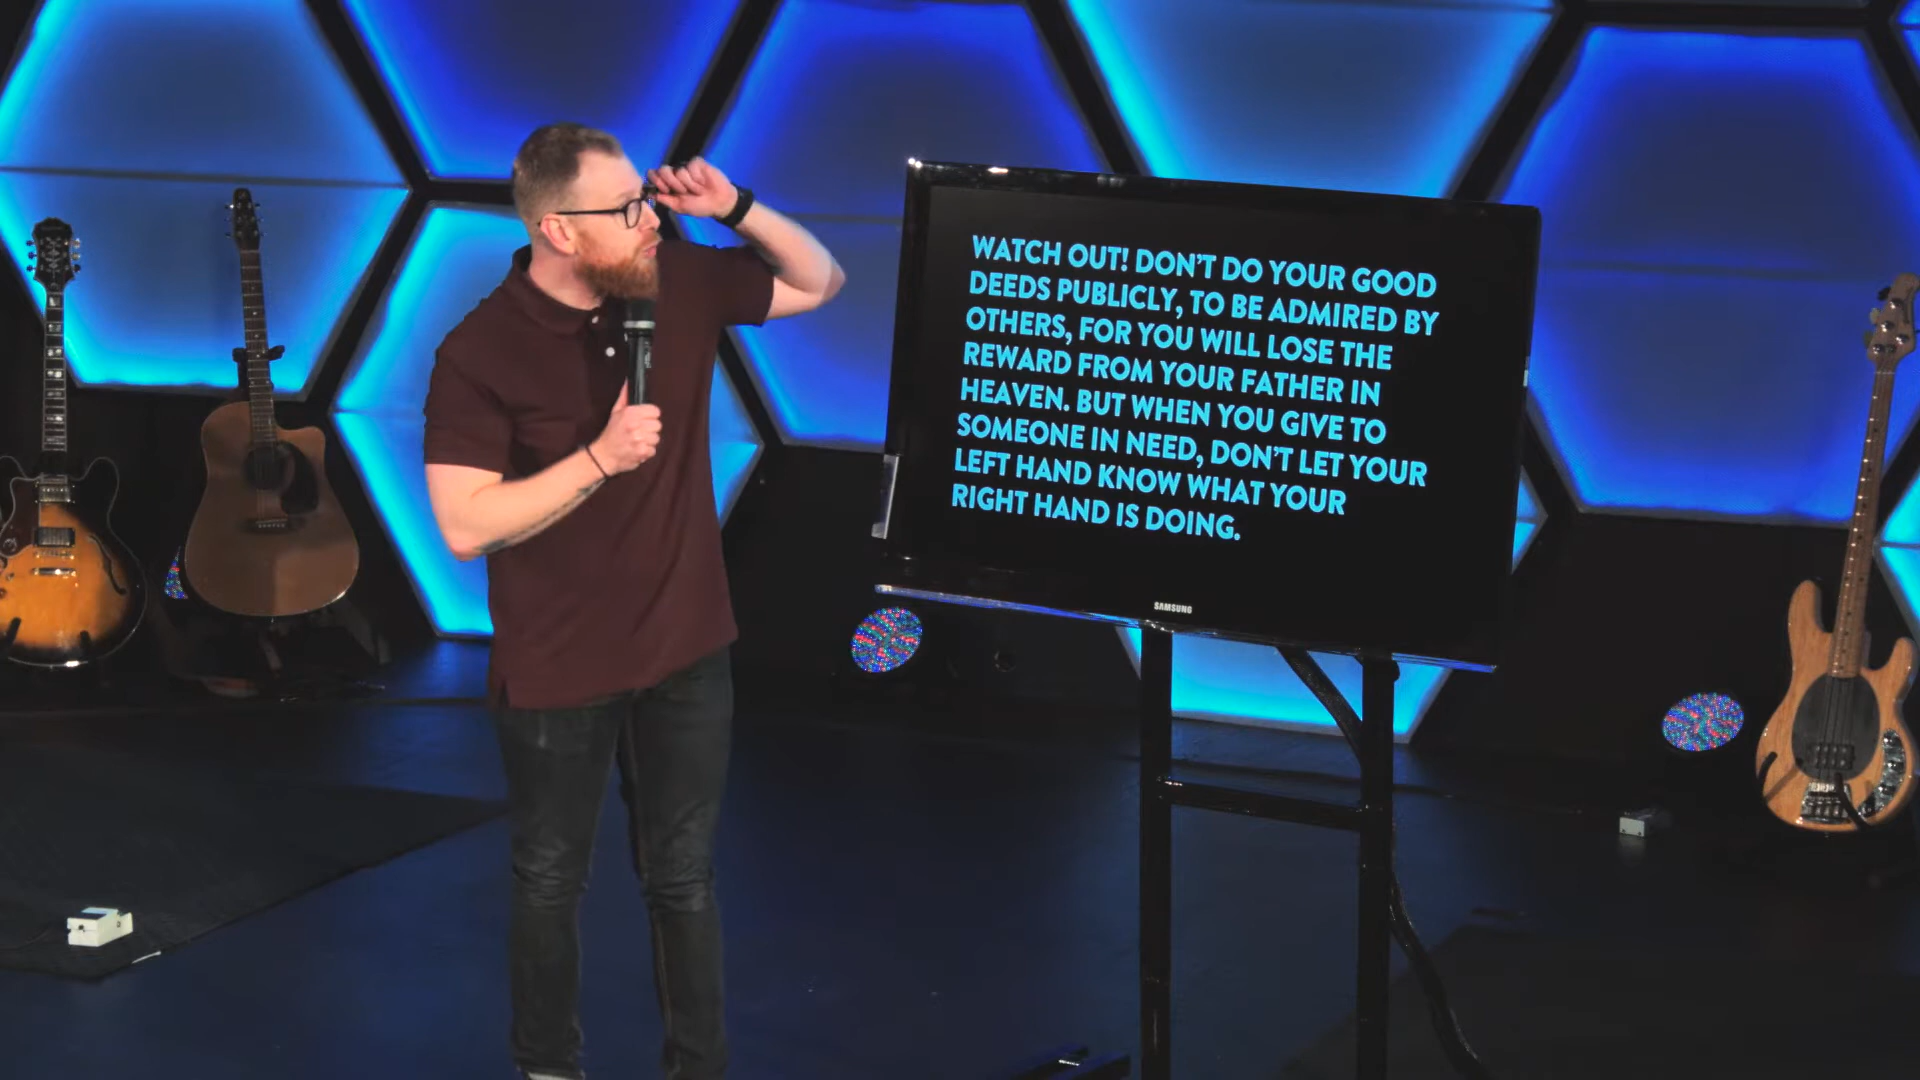 WATCH OUT! DON'T DO YOUR GOOD
DEEDS PUBLICLY, TO BE ADMIRED BY
OTHERS, FOR YOU WILL LOSE THE
REWARD FROM YOUR FATHER IN
HEAVEN. BUT WHEN YOU GIVE TO
SOMEONE IN NEED, DON'T LET YOUR
LEFT HAND KNOW WHAT YOUR
RIGHT HAND IS DOING.
SAMSUNG